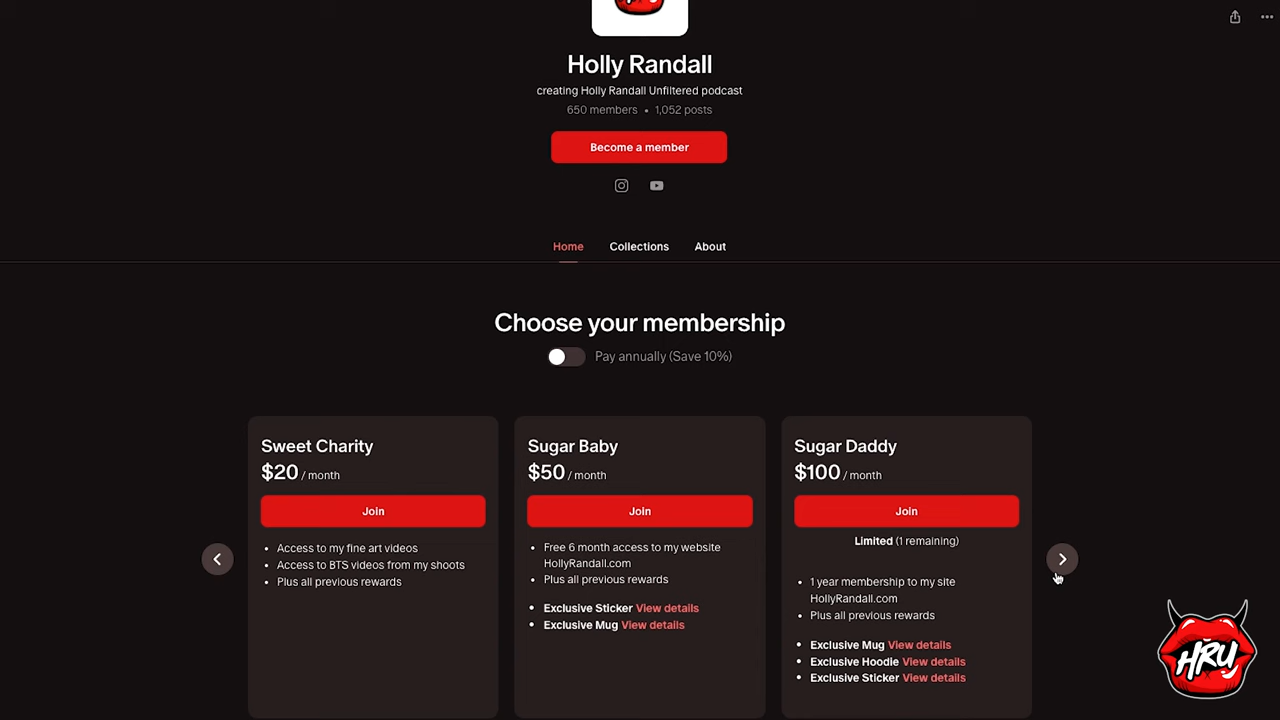 Holly Randall
creating Holly Randall Unfiltered podcast
650 members • 1,052 posts
Become a member
Home Collections About
Choose your membership
Pay annually (Save 10%)
Sweet Charity
$20 / month
Join
• Access to my fine art videos
• Access to BTS videos from my shoots
• Plus all previous rewards
Sugar Baby
$50 / month
Join
• Free 6 month access to my website
HollyRandall.com
• Plus all previous rewards
• Exclusive Sticker View details
• Exclusive Mug View details
Sugar Daddy
$100 / month
Join
Limited (1 remaining)
• 1 year membership to my site
HollyRandall.com
• Plus all previous rewards
• Exclusive Mug View details
• Exclusive Hoodie View details
• Exclusive Sticker View details
HRU